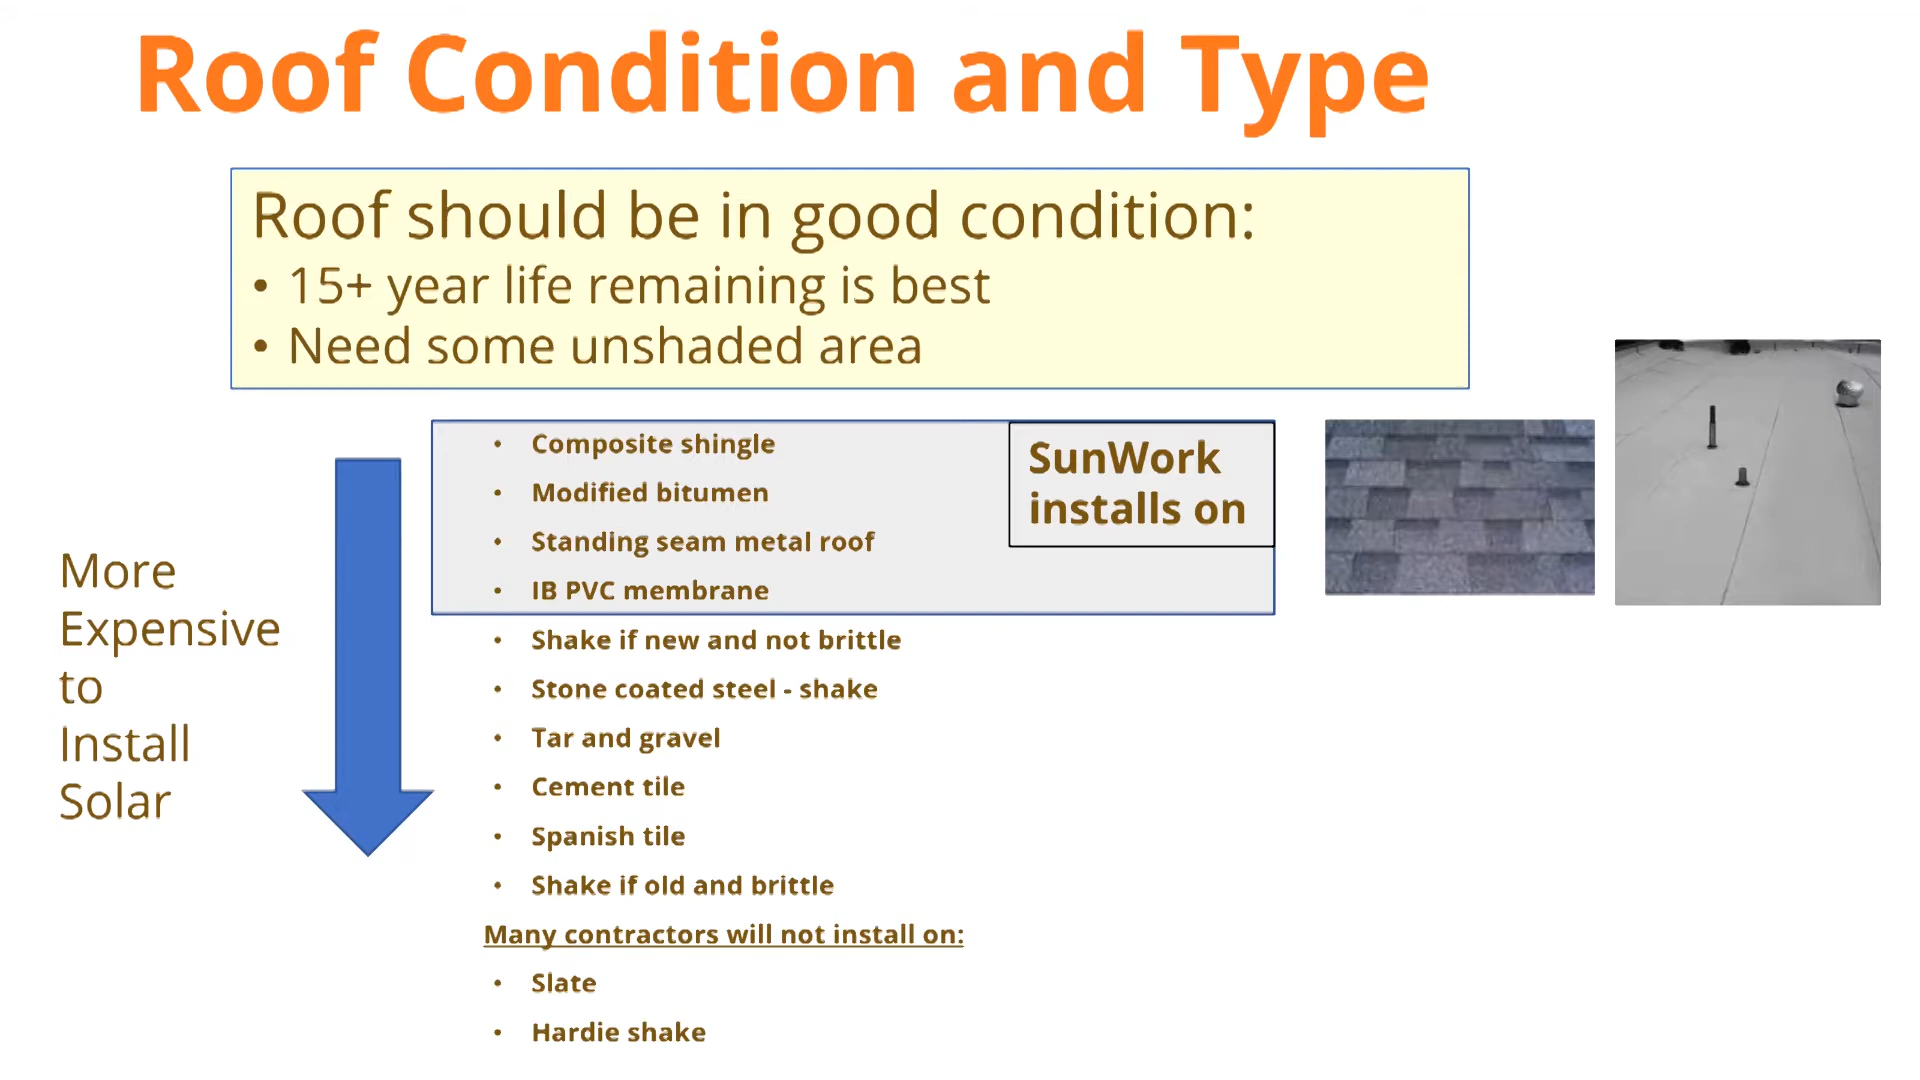 Roof Condition and Type
Roof should be in good condition:
• 15+ year life remaining is best
• Need some unshaded area
More
Expensive
to
Install
Solar
• Composite shingle
• Modified bitumen
• Standing seam metal roof
• IB PVC membrane
SunWork
installs on
• Shake if new and not brittle
• Stone coated steel - shake
• Tar and gravel
• Cement tile
• Spanish tile
• Shake if old and brittle
Many contractors will not install on:
• Slate
• Hardie shake